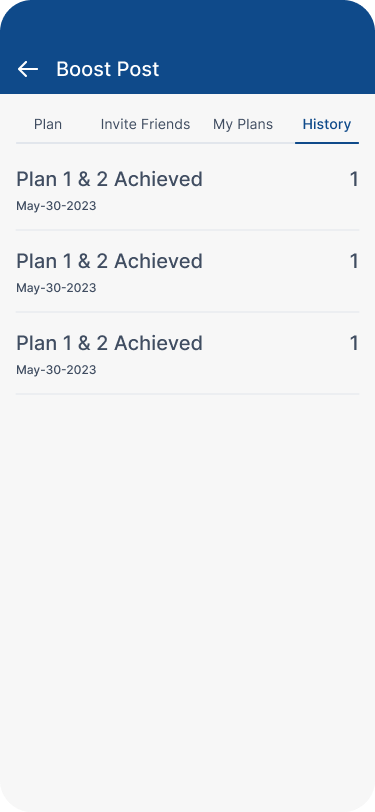 Boost Post
Plan Invite Friends My Plans History
Plan 1 & 2 Achieved 1
May-30-2023
Plan 1 & 2 Achieved 1
May-30-2023
Plan 1 & 2 Achieved 1
May-30-2023